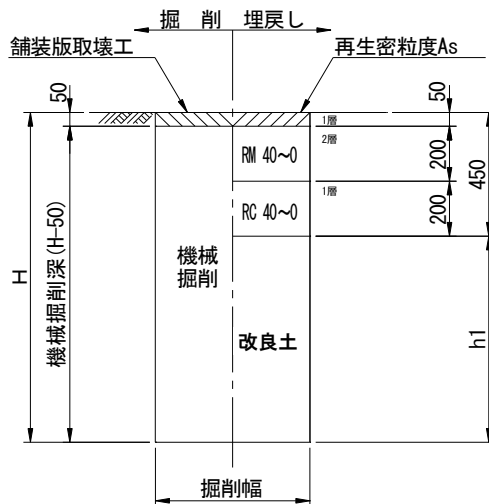 掘 削 埋戻し
舗装版取壊工 再生密粒度As
50 50
1層
2層
RM 40～0 200
450
1層
RC 40～0 200
機械
掘削
H
機械掘削深(H-50)
改良土
h1
掘削幅